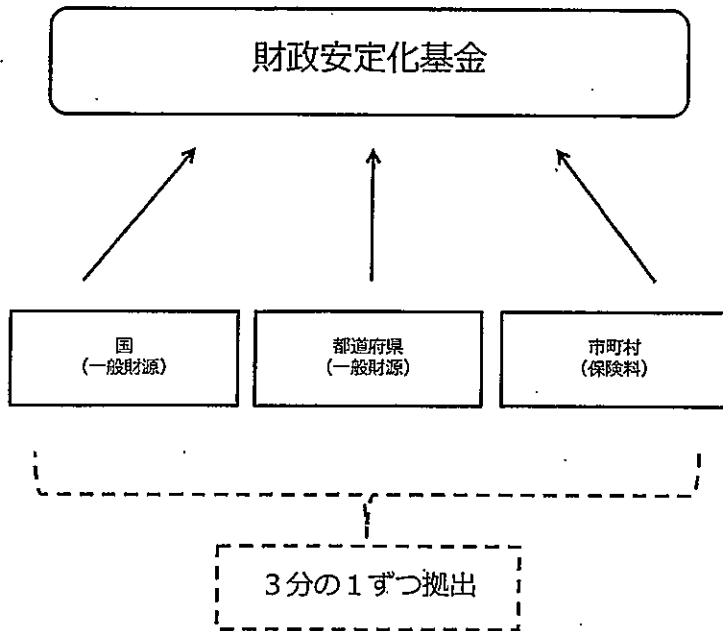 財政安定化基金
国
(一般財源)
都道府県
(一般財源)
市町村
(保険料)
3分の1ずつ拠出